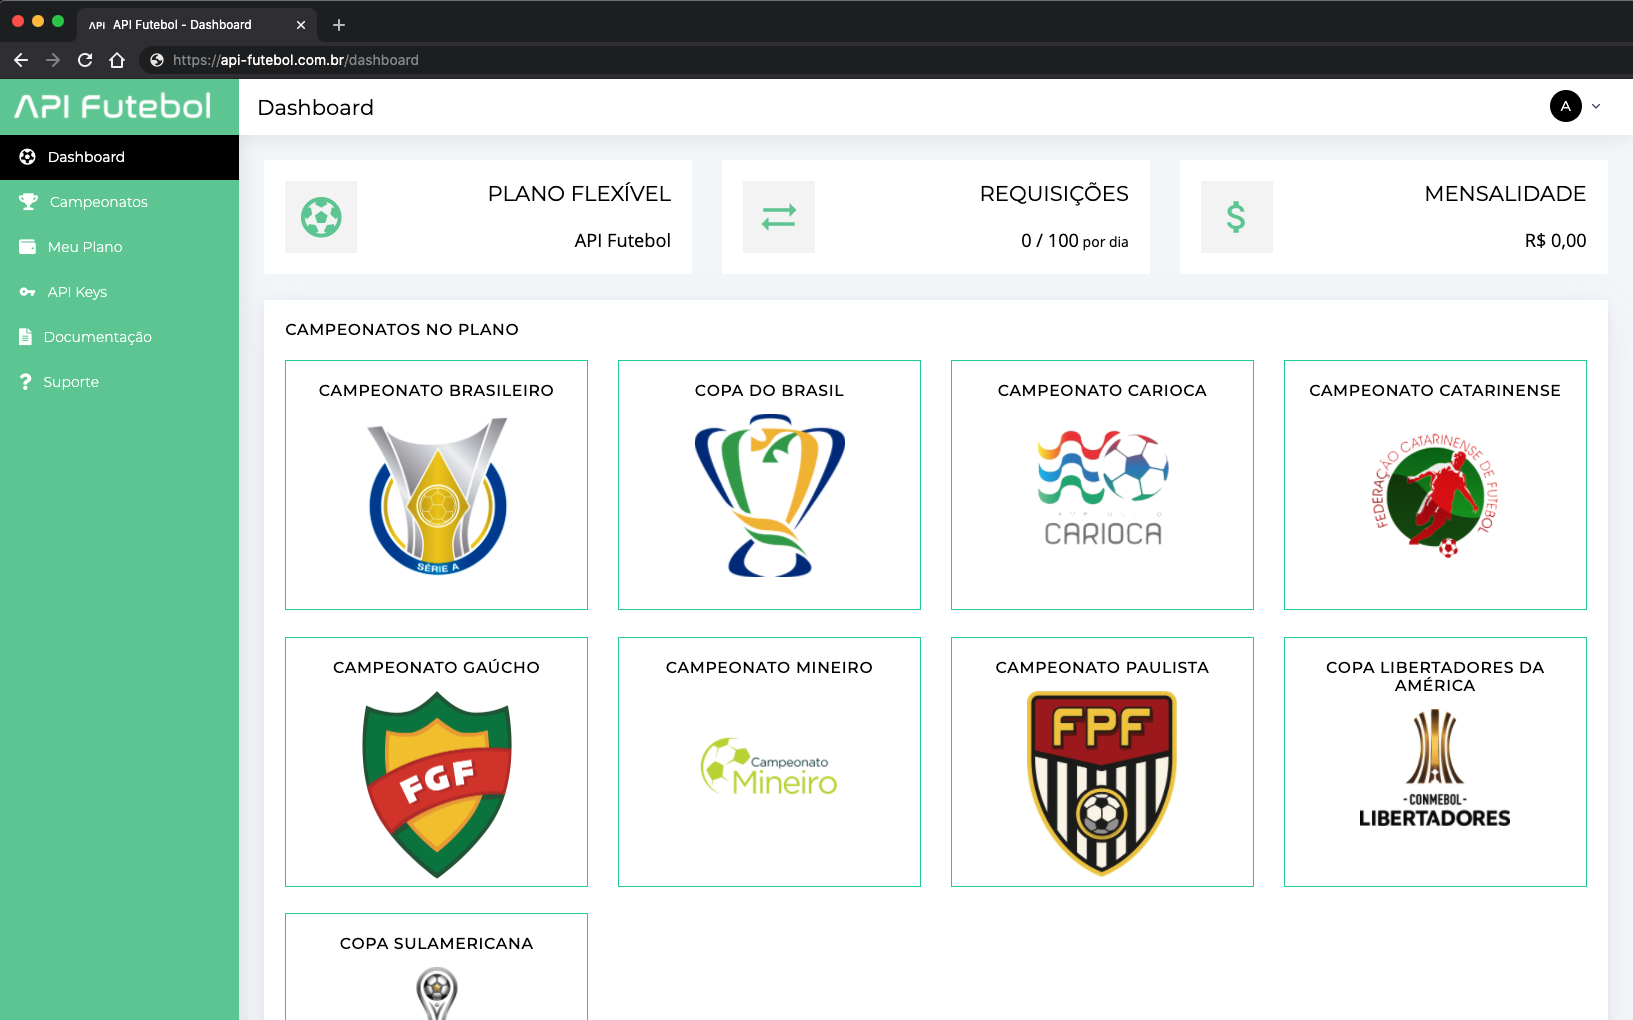 API API Futebol - Dashboard
https://api-futebol.com.br/dashboard
API Futebol
Dashboard
A
Dashboard
Campeonatos
Meu Plano
API Keys
Documentação
Suporte
PLANO FLEXÍVEL
API Futebol
REQUISIÇÕES
0 / 100 por dia
MENSALIDADE
R$ 0,00
CAMPEONATOS NO PLANO
CAMPEONATO BRASILEIRO
SÉRIE A
COPA DO BRASIL
CAMPEONATO CARIOCA
CARIOCA
CAMPEONATO CATARINENSE
FEDERAÇÃO CATARINENSE DE FUTEBOL
CAMPEONATO GAÚCHO
FGF
CAMPEONATO MINEIRO
Campeonato
Mineiro
CAMPEONATO PAULISTA
FPF
COPA LIBERTADORES DA
AMÉRICA
-CONMEBOL-
LIBERTADORES
COPA SULAMERICANA